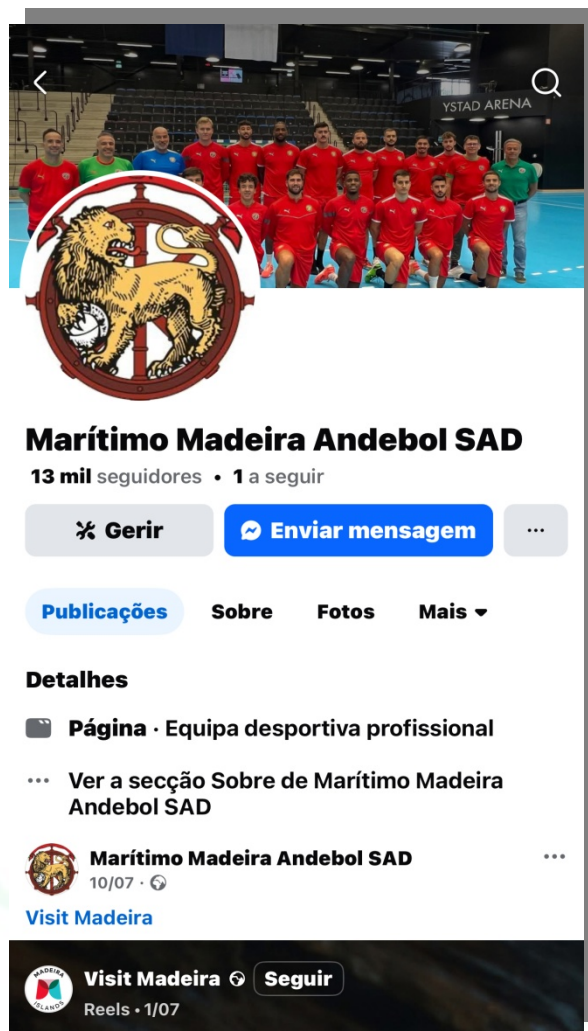 YSTAD ARENA
Marítimo Madeira Andebol SAD
13 mil seguidores • 1 a seguir
Gerir
Enviar mensagem
...
Publicações
Sobre
Fotos
Mais
Detalhes
Página · Equipa desportiva profissional
Ver a secção Sobre de Marítimo Madeira
Andebol SAD
Marítimo Madeira Andebol SAD
10/07 ·
Visit Madeira
MADEIRA
ISLANDS
Visit Madeira
Seguir
Reels • 1/07